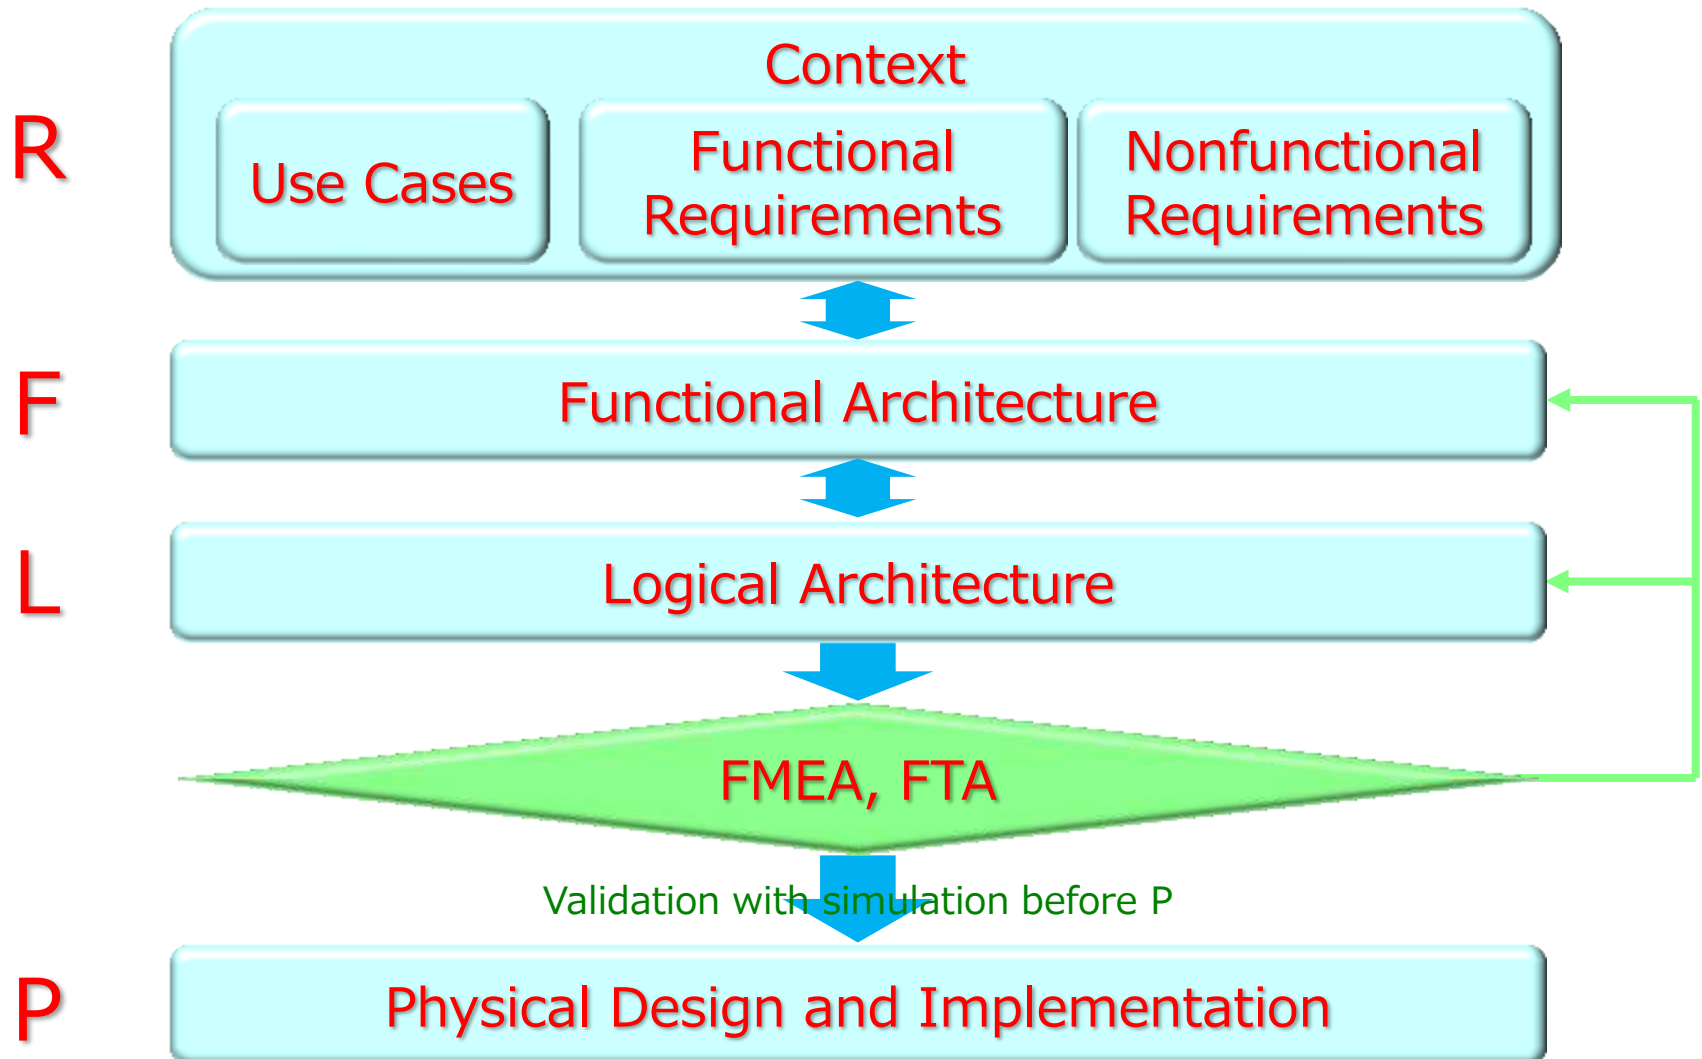 Context
R
Use Cases
Functional
Requirements
Nonfunctional
Requirements
F
Functional Architecture
L
Logical Architecture
FMEA, FTA
Validation with simulation before P
P
Physical Design and Implementation